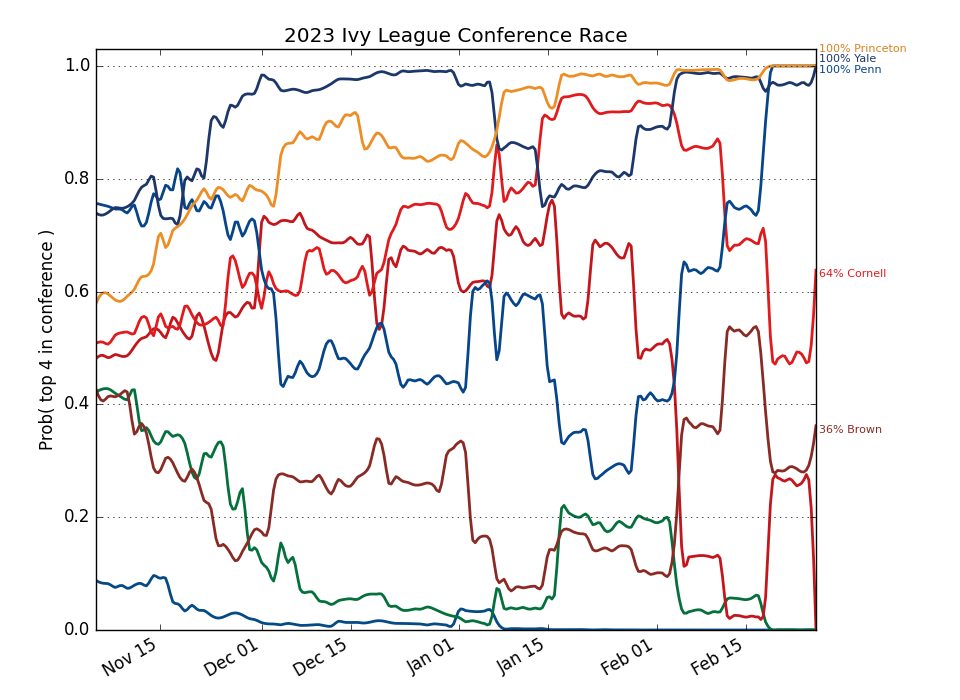 2023 Ivy League Conference Race
100% Princeton
100% Yale
100% Penn
64% Cornell
36% Brown
Prob( top 4 in conference )
1.0
0.8
0.6
0.4
0.2
0.0
Nov 15
Dec 01
Dec 15
Jan 01
Jan 15
Feb 01
Feb 15